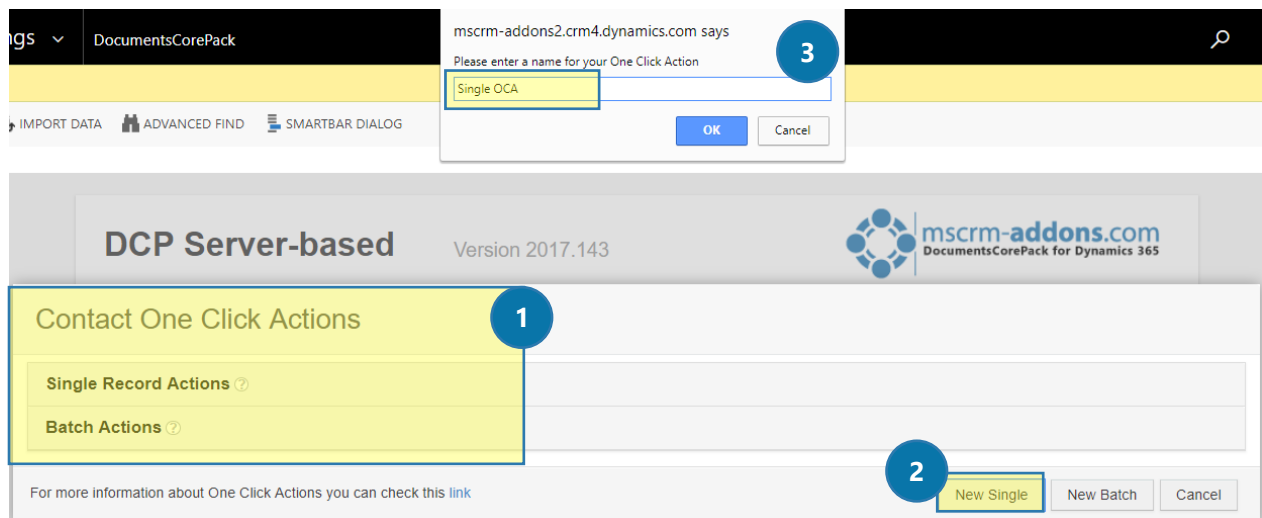 ngs DocumentsCorePack
mscrm-addons2.crm4.dynamics.com says
Please enter a name for your One Click Action
3
Single OCA
IMPORT DATA ADVANCED FIND SMARTBAR DIALOG
OK Cancel
DCP Server-based Version 2017.143
mscrm-addons.com
DocumentsCorePack for Dynamics 365
Contact One Click Actions
1
Single Record Actions ?
Batch Actions ?
2
For more information about One Click Actions you can check this link
New Single New Batch Cancel